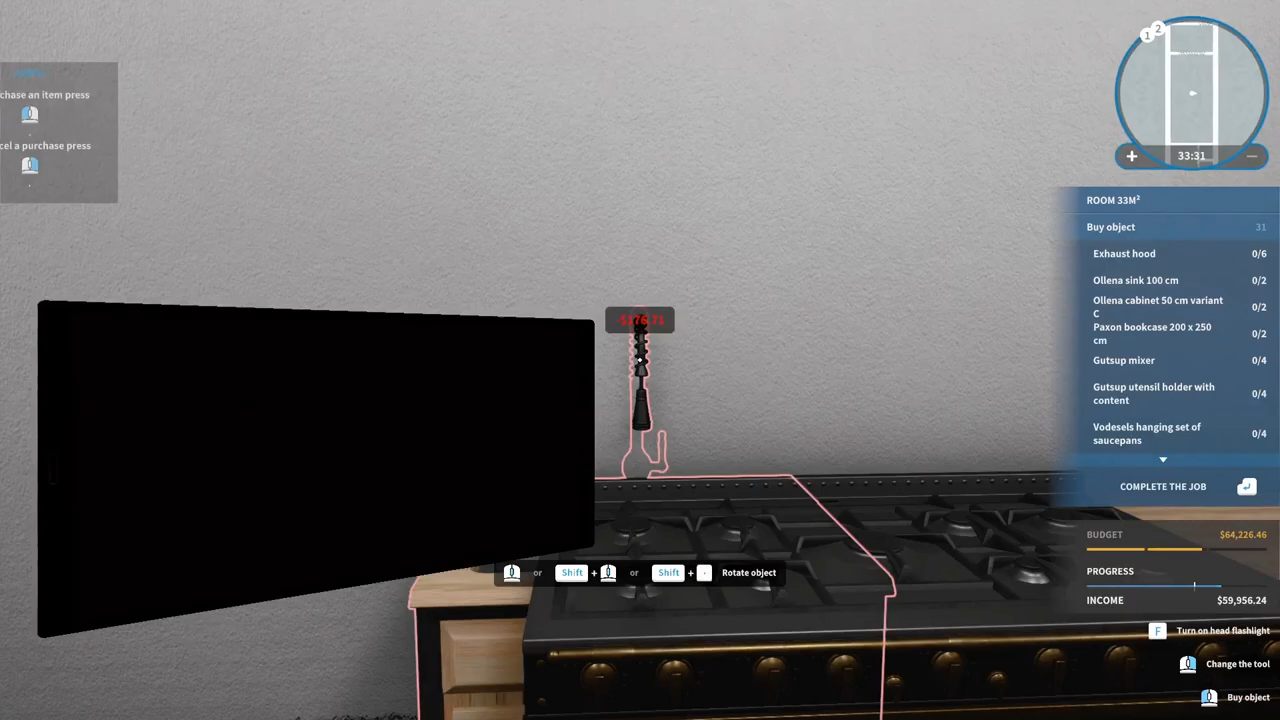 chase an item press
cel a purchase press
1
2
33:31
ROOM 33M²
Buy object 31
Exhaust hood 0/6
Ollena sink 100 cm 0/2
Ollena cabinet 50 cm variant
C 0/2
Paxon bookcase 200 x 250
cm 0/2
Gutsup mixer 0/4
Gutsup utensil holder with
content 0/4
Vodesels hanging set of
saucepans 0/4
COMPLETE THE JOB
BUDGET $64,226.46
PROGRESS
INCOME $59,956.24
F Turn on head flashlight
Change the tool
Buy object
-$176.71
or Shift + or Shift + · Rotate object